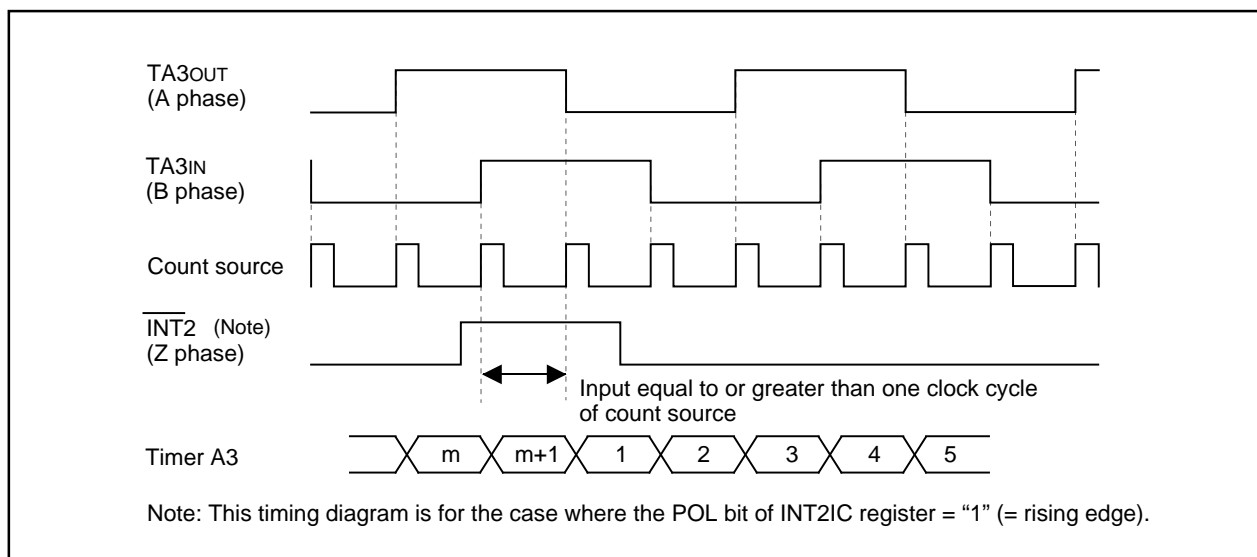 TA3OUT
(A phase)
TA3IN
(B phase)
Count source
INT2 (Note)
(Z phase)
Input equal to or greater than one clock cycle
of count source
Timer A3 m m+1 1 2 3 4 5
Note: This timing diagram is for the case where the POL bit of INT2IC register = “1” (= rising edge).